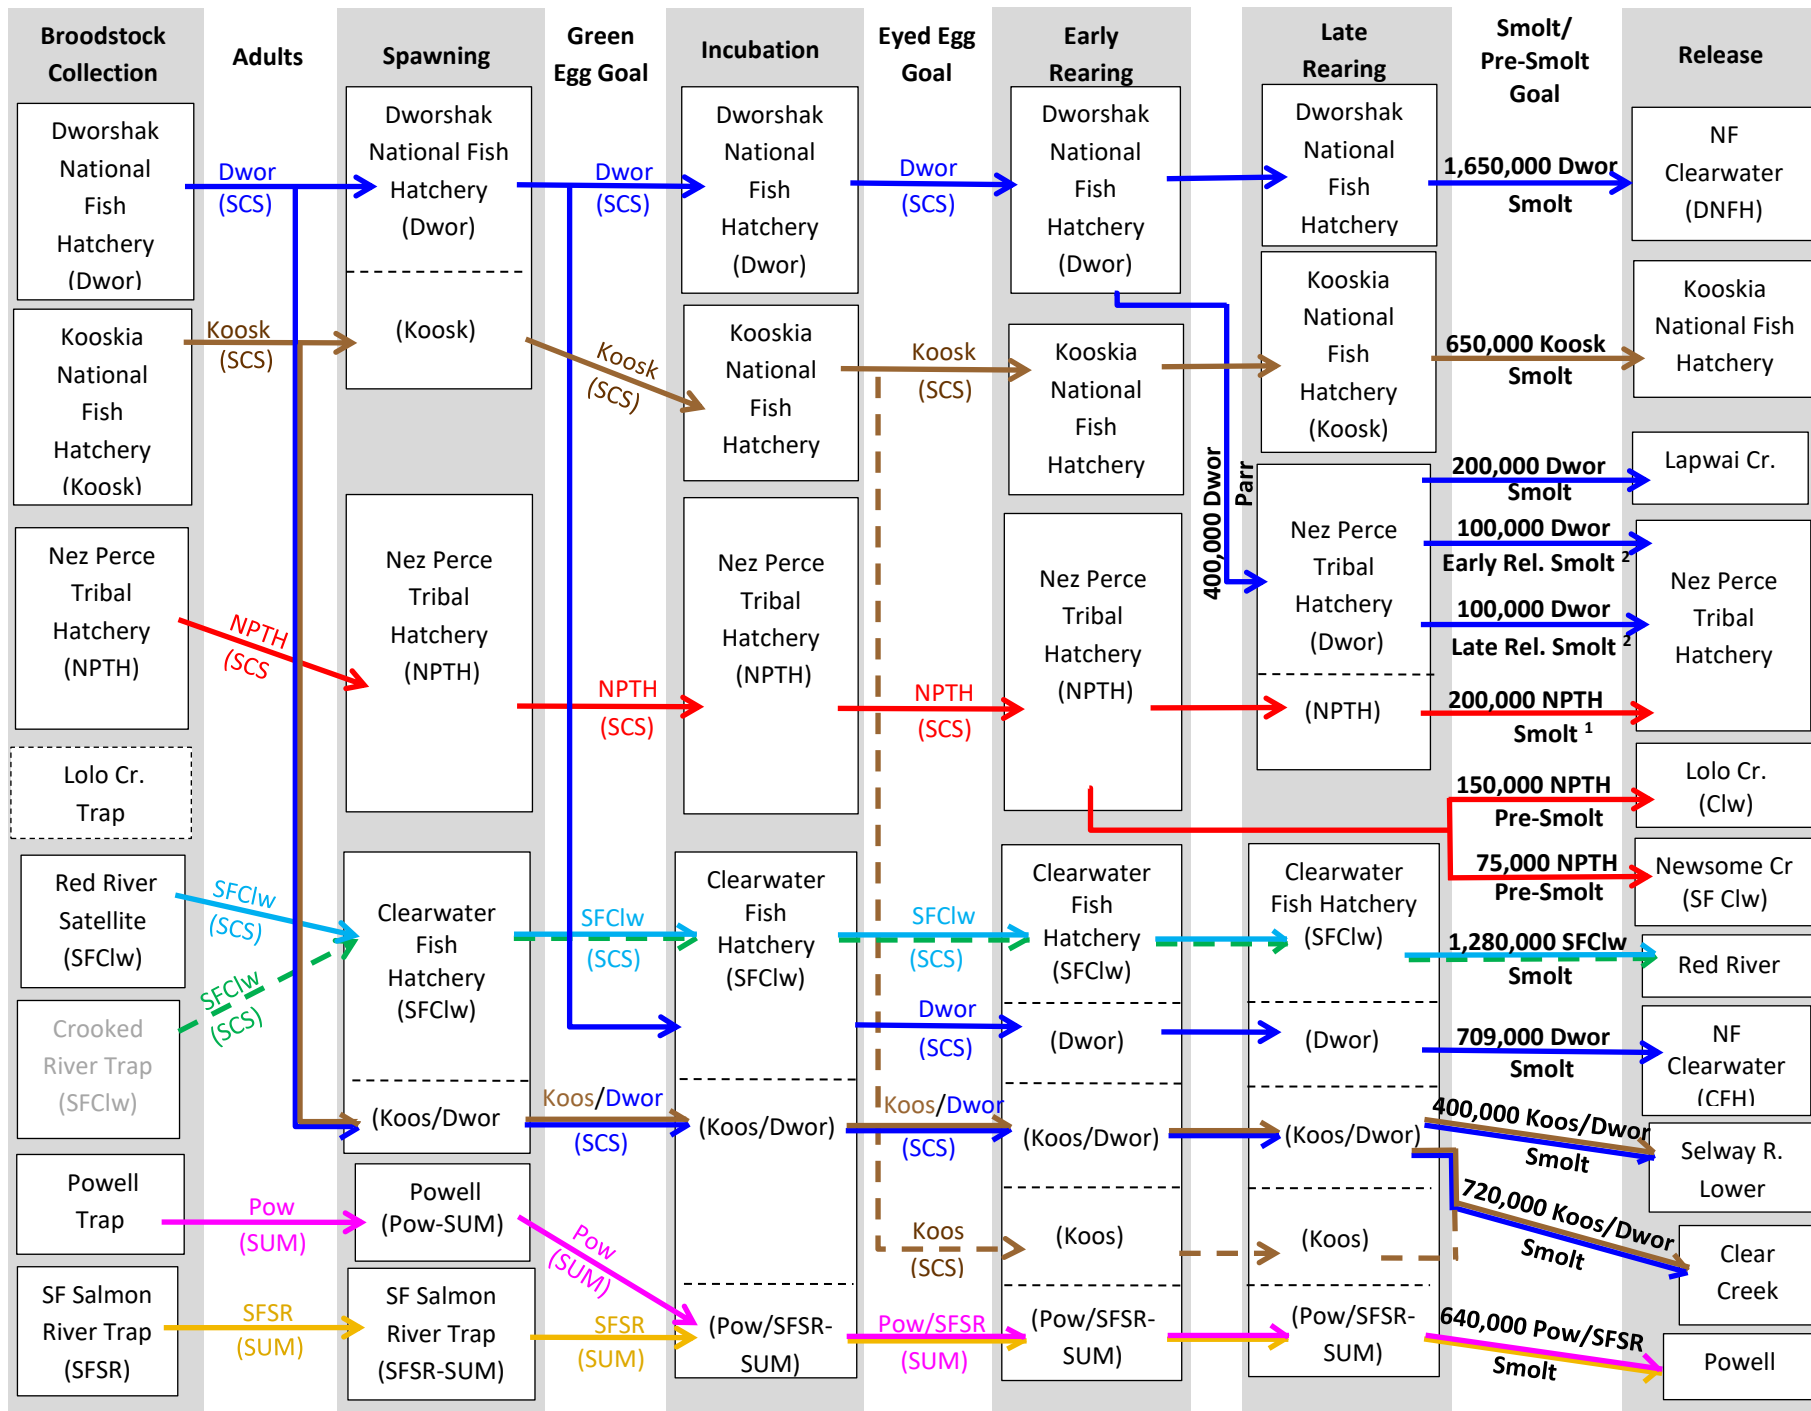 Broodstock
Collection
Adults
Spawning
Green
Egg Goal
Incubation
Eyed Egg
Goal
Early
Rearing
Late
Rearing
Smolt/
Pre-Smolt
Goal
Release
Dworshak
National
Fish
Hatchery
(Dwor)
Kooskia
National
Fish
Hatchery
(Koosk)
Nez Perce
Tribal
Hatchery
(NPTH)
Lolo Cr.
Trap
Red River
Satellite
(SFClw)
Crooked
River Trap
(SFClw)
Powell
Trap
SF Salmon
River Trap
(SFSR)
Dwor
(SCS)
Koosk
(SCS)
NPTH
(SCS
SFClw
(SCS)
SFClw
(SCS)
Pow
(SUM)
SFSR
(SUM)
Dworshak
National Fish
Hatchery
(Dwor)
(Koosk)
Nez Perce
Tribal
Hatchery
(NPTH)
Clearwater
Fish
Hatchery
(SFClw)
(Koos/Dwor
Powell
(Pow-SUM)
SF Salmon
River Trap
(SFSR-SUM)
Dwor
(SCS)
Koosk
(SCS)
NPTH
(SCS)
SFClw
(SCS)
Koos/Dwor
(SCS)
Pow
(SUM)
SFSR
(SUM)
Dworshak
National
Fish
Hatchery
(Dwor)
Kooskia
National
Fish
Hatchery
Nez Perce
Tribal
Hatchery
(NPTH)
Clearwater
Fish
Hatchery
(SFClw)
(Koos/Dwor)
(Pow/SFSR-
SUM)
Dwor
(SCS)
Koosk
(SCS)
NPTH
(SCS)
SFClw
(SCS)
Dwor
(SCS)
Koos/Dwor
(SCS)
Koos
(SCS)
Pow/SFSR
(SUM)
Dworshak
National
Fish
Hatchery
(Dwor)
Kooskia
National
Fish
Hatchery
Nez Perce
Tribal
Hatchery
(NPTH)
Clearwater
Fish
Hatchery
(SFClw)
(Dwor)
(Koos/Dwor)
(Koos)
(Pow/SFSR-
SUM)
400,000 Dwor
Parr
Dworshak
National
Fish
Hatchery
Kooskia
National
Fish
Hatchery
(Koosk)
Nez Perce
Tribal
Hatchery
(Dwor)
(NPTH)
Clearwater
Fish Hatchery
(SFClw)
(Dwor)
(Koos/Dwor)
(Koos)
(Pow/SFSR-
SUM)
1,650,000 Dwor
Smolt
650,000 Koosk
Smolt
200,000 Dwor
Smolt
100,000 Dwor
Early Rel. Smolt 2
100,000 Dwor
Late Rel. Smolt 2
200,000 NPTH
Smolt 1
150,000 NPTH
Pre-Smolt
75,000 NPTH
Pre-Smolt
1,280,000 SFClw
Smolt
709,000 Dwor
Smolt
400,000 Koos/Dwor
Smolt
720,000 Koos/Dwor
Smolt
640,000 Pow/SFSR
Smolt
NF
Clearwater
(DNFH)
Kooskia
National Fish
Hatchery
Lapwai Cr.
Nez Perce
Tribal
Hatchery
Lolo Cr.
(Clw)
Newsome Cr
(SF Clw)
Red River
NF
Clearwater
(CFH)
Selway R.
Lower
Clear
Creek
Powell